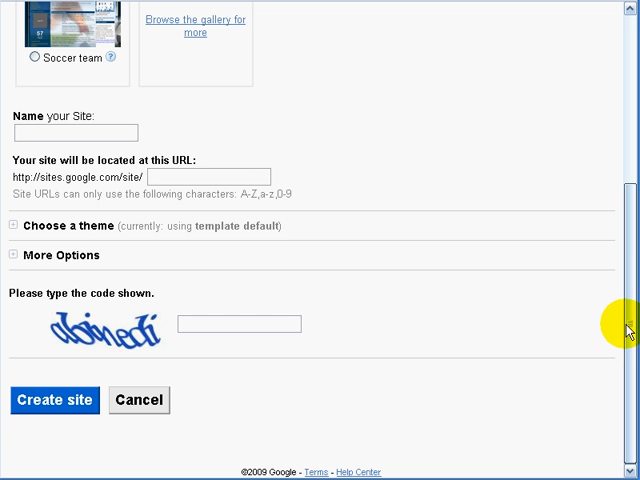 Browse the gallery for
more
57
Soccer team ?
Name your Site:
Your site will be located at this URL:
http://sites.google.com/site/
Site URLs can only use the following characters: A-Z,a-z,0-9
Choose a theme (currently: using template default)
More Options
Please type the code shown.
Create site
Cancel
©2009 Google - Terms - Help Center